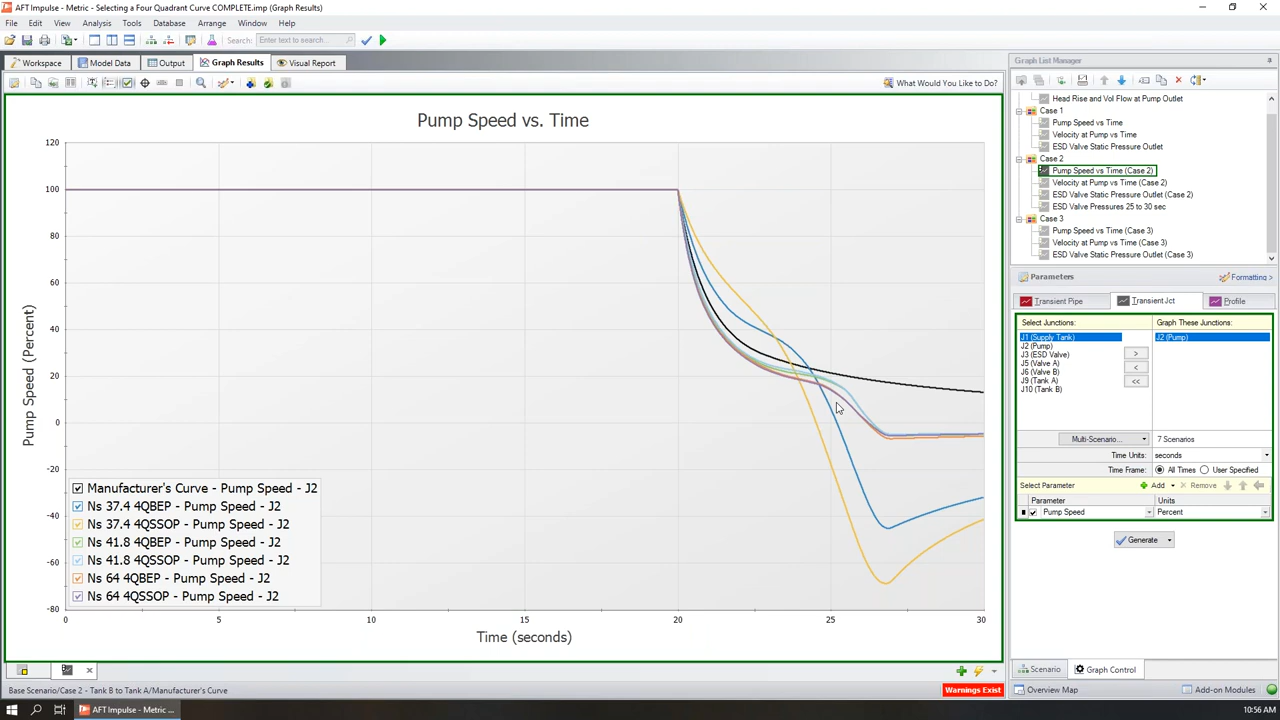 AFT Impulse - Metric - Selecting a Four Quadrant Curve COMPLETE.imp (Graph Results)
File Edit View Analysis Tools Database Arrange Window Help
Search: Enter text to search...
Workspace Model Data Output Graph Results Visual Report
What Would You Like to Do?
Pump Speed vs. Time
Pump Speed (Percent)
120
100
80
60
40
20
0
-20
-40
-60
-80
Manufacturer's Curve - Pump Speed - J2
Ns 37.4 4QBEP - Pump Speed - J2
Ns 37.4 4QSSOP - Pump Speed - J2
Ns 41.8 4QBEP - Pump Speed - J2
Ns 41.8 4QSSOP - Pump Speed - J2
Ns 64 4QBEP - Pump Speed - J2
Ns 64 4QSSOP - Pump Speed - J2
0 5 10 15 20 25 30
Time (seconds)
Graph List Manager
Head Rise and Vol Flow at Pump Outlet
Case 1
Pump Speed vs Time
Velocity at Pump vs Time
ESD Valve Static Pressure Outlet
Case 2
Pump Speed vs Time (Case 2)
Velocity at Pump vs Time (Case 2)
ESD Valve Static Pressure Outlet (Case 2)
ESD Valve Pressures 25 to 30 sec
Case 3
Pump Speed vs Time (Case 3)
Velocity at Pump vs Time (Case 3)
ESD Valve Static Pressure Outlet (Case 3)
Parameters Formatting >
Transient Pipe Transient Jct Profile
Select Junctions: Graph These Junctions:
J1 (Supply Tank) J2 (Pump)
J2 (Pump)
J3 (ESD Valve)
J5 (Valve A)
J6 (Valve B)
J9 (Tank A)
J10 (Tank B)
>
<
<<
Multi-Scenario... 7 Scenarios
Time Units: seconds
Time Frame: All Times User Specified
Select Parameter Add Remove
Parameter Units
Pump Speed Percent
Generate
Scenario Graph Control
Base Scenario/Case 2 - Tank B to Tank A/Manufacturer's Curve Warnings Exist Overview Map Add-on Modules
AFT Impulse - Metric ... 10:56 AM